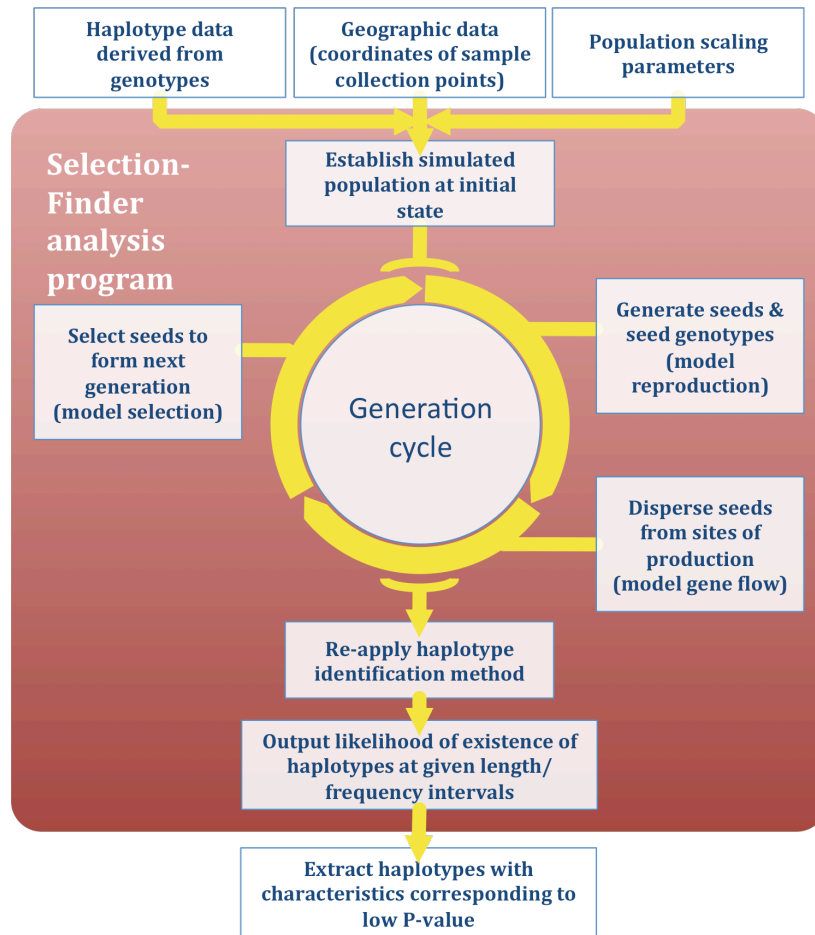 Haplotype data
derived from
genotypes
Geographic data
(coordinates of sample
collection points)
Population scaling
parameters
Selection-
Finder
analysis
program
Establish simulated
population at initial
state
Select seeds to
form next
generation
(model selection)
Generation
cycle
Generate seeds &
seed genotypes
(model
reproduction)
Disperse seeds
from sites of
production
(model gene flow)
Re-apply haplotype
identification method
Output likelihood of existence of
haplotypes at given length/
frequency intervals
Extract haplotypes with
characteristics corresponding to
low P-value